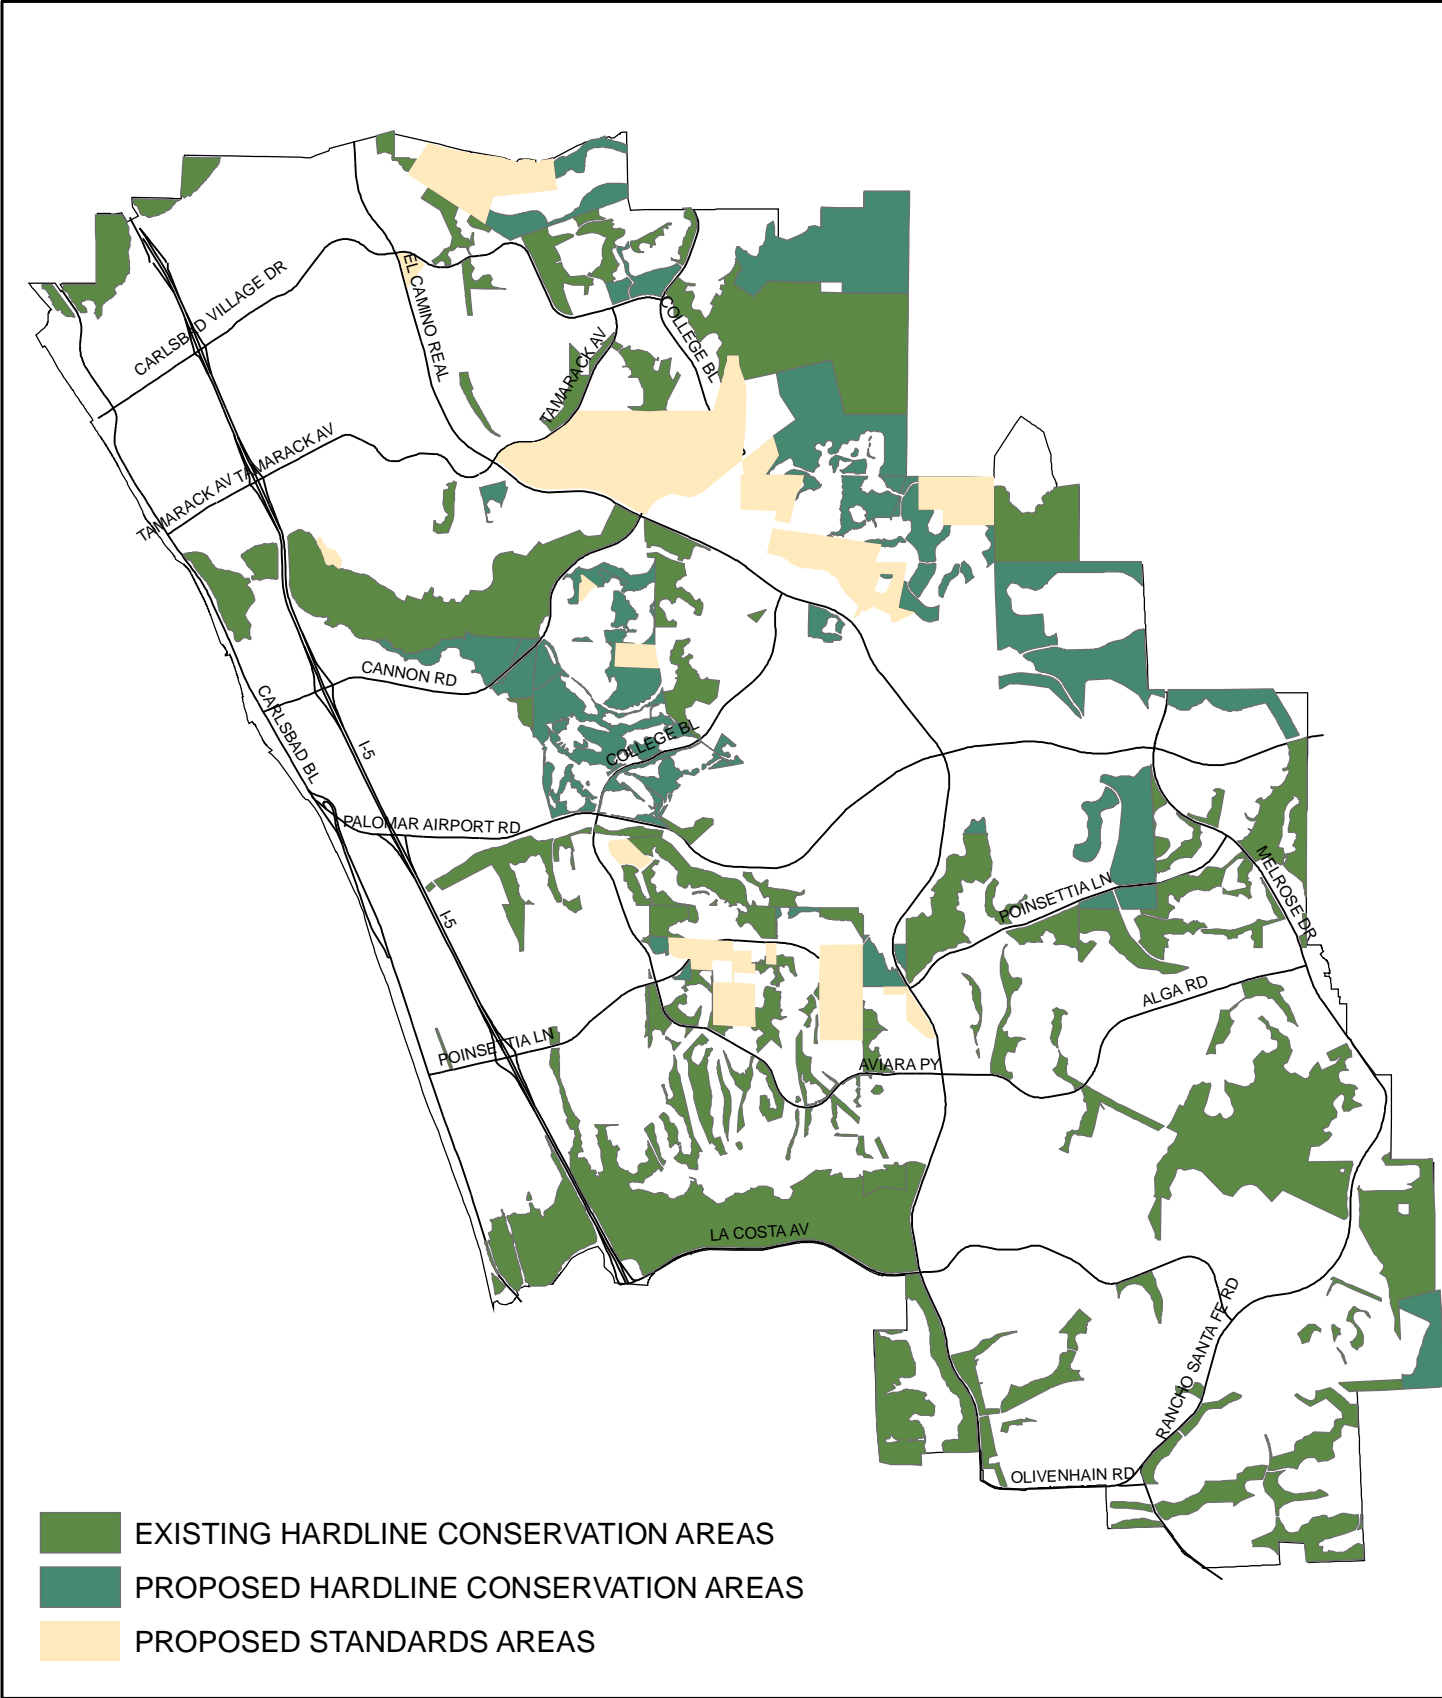 CARLSBAD VILLAGE DR
EL CAMINO REAL
COLLEGE BL
TAMARACK AV
TAMARACK AV TAMARACK AV
CANNON RD
CARLSBAD BL
I-5
COLLEGE BL
PALOMAR AIRPORT RD
MELROSE DR
POINSETTIA LN
I-5
ALGA RD
POINSETTIA LN
AVIARA PY
LA COSTA AV
RANCHO SANTA FE RD
OLIVENHAIN RD
EXISTING HARDLINE CONSERVATION AREAS
PROPOSED HARDLINE CONSERVATION AREAS
PROPOSED STANDARDS AREAS